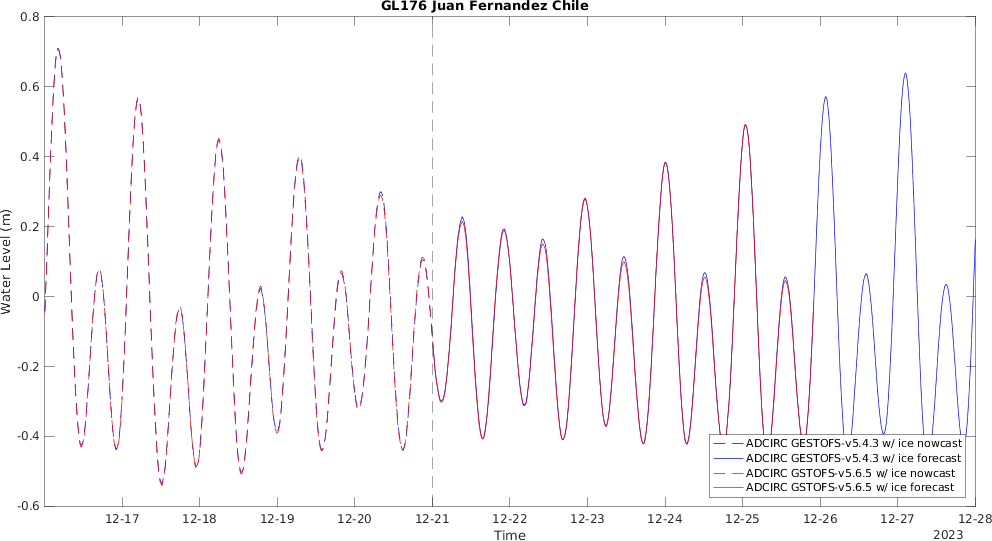 GL176 Juan Fernandez Chile
0.8
0.6
0.4
0.2
0
-0.2
-0.4
-0.6
Water Level (m)
ADCIRC GESTOFS-v5.4.3 w/ ice nowcast
ADCIRC GESTOFS-v5.4.3 w/ ice forecast
ADCIRC GSTOFS-v5.6.5 w/ ice nowcast
ADCIRC GSTOFS-v5.6.5 w/ ice forecast
12-17 12-18 12-19 12-20 12-21 12-22 12-23 12-24 12-25 12-26 12-27 12-28
Time
2023